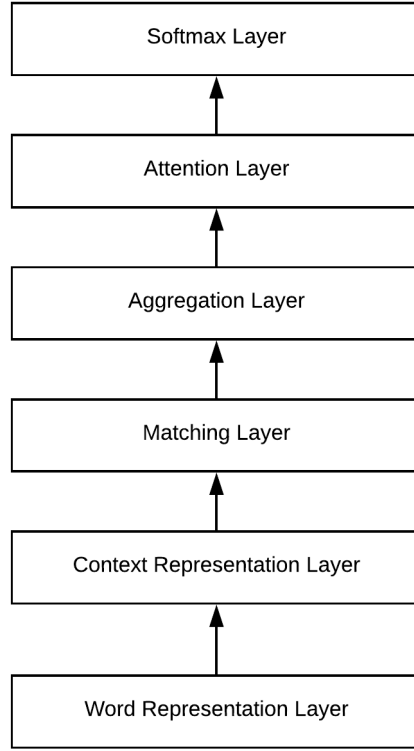 Softmax Layer
Attention Layer
Aggregation Layer
Matching Layer
Context Representation Layer
Word Representation Layer